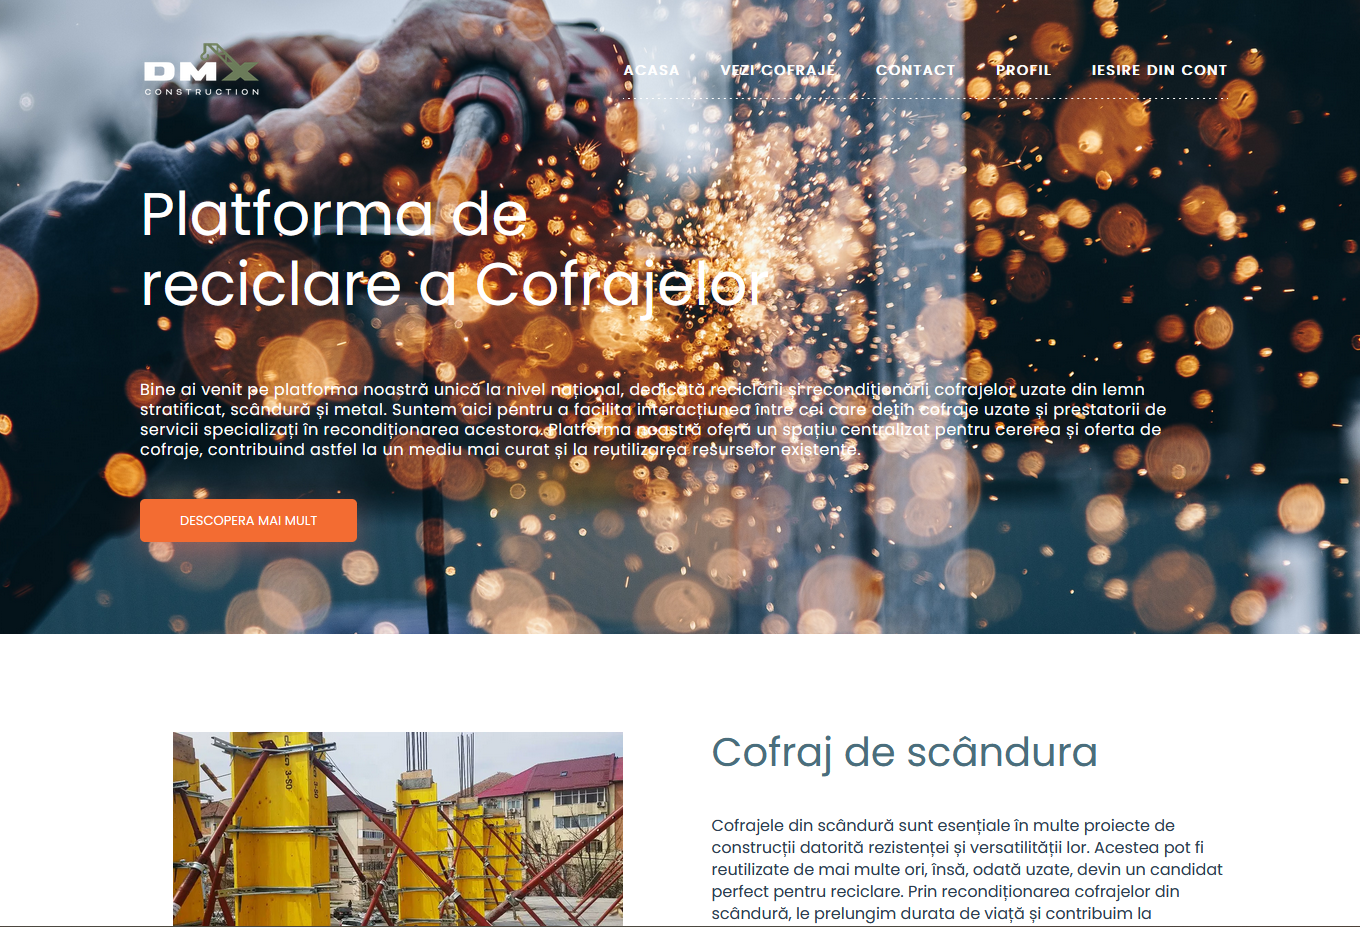 DMX
CONSTRUCTION
ACASA VEZI COFRAJE CONTACT PROFIL IESIRE DIN CONT
Platforma de
reciclare a Cofrajelor
Bine ai venit pe platforma noastră unică la nivel național, dedicată reciclării și recondiționării cofrajelor uzate din lemn
stratificat, scândură și metal. Suntem aici pentru a facilita interacțiunea între cei care dețin cofraje uzate și prestatorii de
servicii specializați în recondiționarea acestora. Platforma noastră oferă un spațiu centralizat pentru cererea și oferta de
cofraje, contribuind astfel la un mediu mai curat și la reutilizarea resurselor existente.
DESCOPERA MAI MULT
Cofraj de scândura
Cofrajele din scândură sunt esențiale în multe proiecte de
construcții datorită rezistenței și versatilității lor. Acestea pot fi
reutilizate de mai multe ori, însă, odată uzate, devin un candidat
perfect pentru reciclare. Prin recondiționarea cofrajelor din
scândură, le prelungim durata de viață și contribuim la